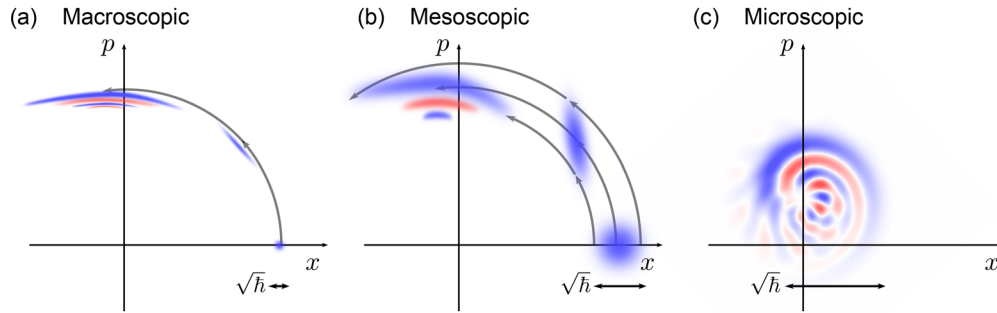 (a) Macroscopic
(b) Mesoscopic
(c) Microscopic
p
p
p
x
x
x
√ℏ
√ℏ
√ℏ